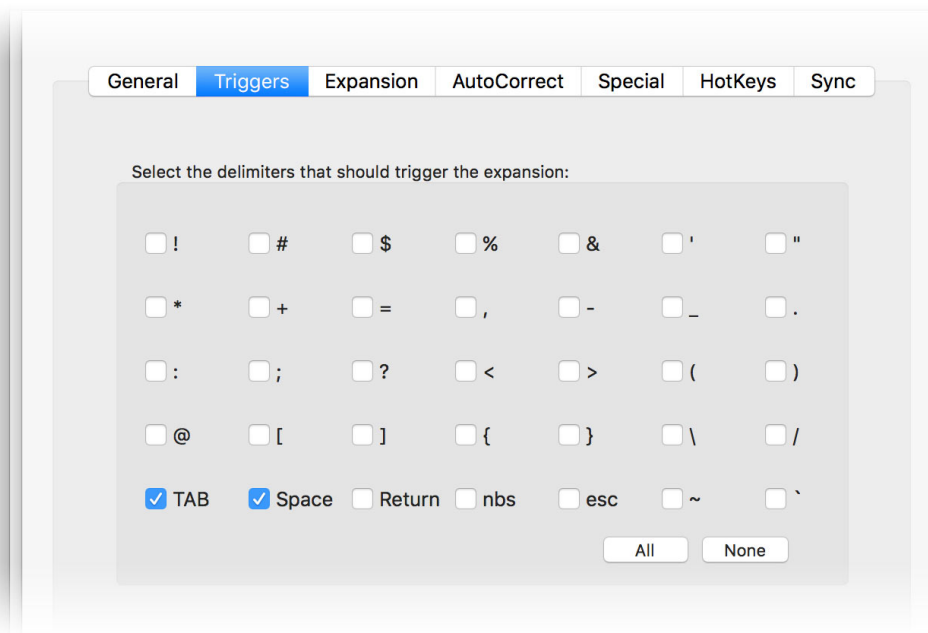 General Triggers Expansion AutoCorrect Special HotKeys Sync
Select the delimiters that should trigger the expansion:
! # $ % & ' "
* + = , - _ .
: ; ? < > ( )
@ [ ] { } \ /
TAB Space Return nbs esc ~ `
All None